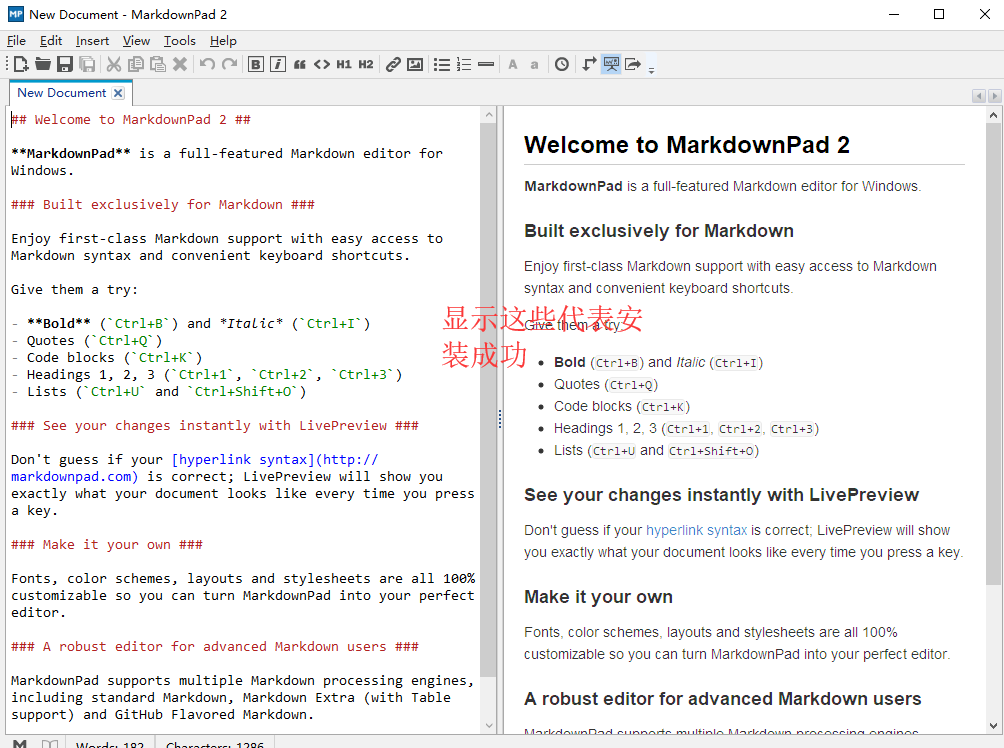 New Document - MarkdownPad 2
File Edit Insert View Tools Help
B i H1 H2 A a
New Document
## Welcome to MarkdownPad 2 ##
**MarkdownPad** is a full-featured Markdown editor for
Windows.
### Built exclusively for Markdown ###
Enjoy first-class Markdown support with easy access to
Markdown syntax and convenient keyboard shortcuts.
Give them a try:
- **Bold** (`Ctrl+B`) and *Italic* (`Ctrl+I`)
- Quotes (`Ctrl+Q`)
- Code blocks (`Ctrl+K`)
- Headings 1, 2, 3 (`Ctrl+1`, `Ctrl+2`, `Ctrl+3`)
- Lists (`Ctrl+U` and `Ctrl+Shift+O`)
### See your changes instantly with LivePreview ###
Don't guess if your [hyperlink syntax](http://
markdownpad.com) is correct; LivePreview will show you
exactly what your document looks like every time you press
a key.
### Make it your own ###
Fonts, color schemes, layouts and stylesheets are all 100%
customizable so you can turn MarkdownPad into your perfect
editor.
### A robust editor for advanced Markdown users ###
MarkdownPad supports multiple Markdown processing engines,
including standard Markdown, Markdown Extra (with Table
support) and GitHub Flavored Markdown.
Welcome to MarkdownPad 2
MarkdownPad is a full-featured Markdown editor for Windows.
Built exclusively for Markdown
Enjoy first-class Markdown support with easy access to Markdown
syntax and convenient keyboard shortcuts.
显示这些代表安
装成功
Give them a try:
• Bold (Ctrl+B) and Italic (Ctrl+I)
• Quotes (Ctrl+Q)
• Code blocks (Ctrl+K)
• Headings 1, 2, 3 (Ctrl+1, Ctrl+2, Ctrl+3)
• Lists (Ctrl+U and Ctrl+Shift+O)
See your changes instantly with LivePreview
Don't guess if your hyperlink syntax is correct; LivePreview will show
you exactly what your document looks like every time you press a key.
Make it your own
Fonts, color schemes, layouts and stylesheets are all 100%
customizable so you can turn MarkdownPad into your perfect editor.
A robust editor for advanced Markdown users
MarkdownPad supports multiple Markdown processing engines,
Words: 182 Characters: 1286